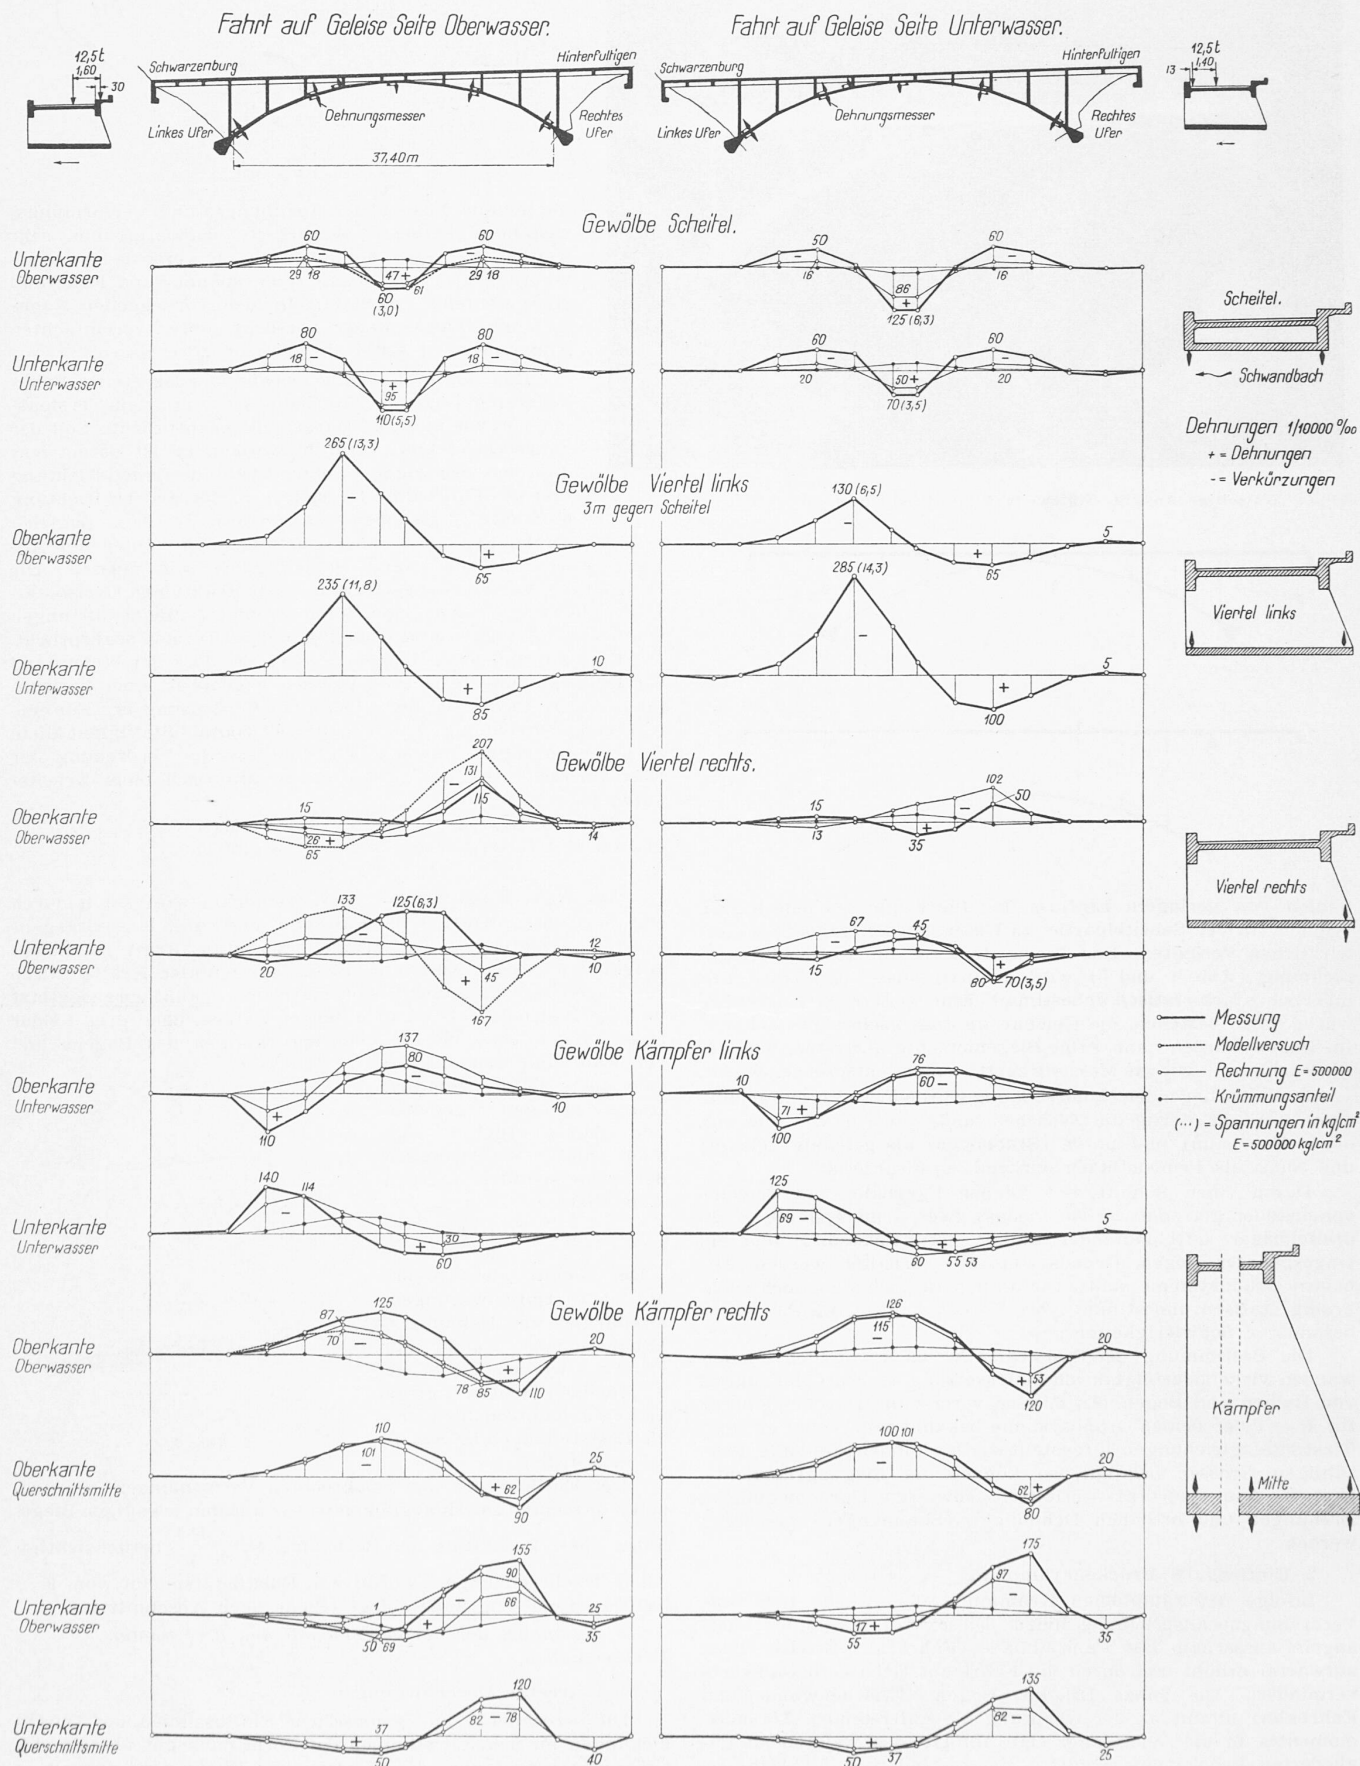 Fahrt auf Geleise Seite Oberwasser.
Fahrt auf Geleise Seite Unterwasser.
12,5t
1,60
30
Schwarzenburg
Hinterfultigen
Dehnungsmesser
Linkes Ufer
Rechtes
Ufer
37,40m
Schwarzenburg
Hinterfultigen
Dehnungsmesser
Linkes Ufer
Rechtes
Ufer
12,5t
13
1,40
Gewölbe Scheitel.
Unterkante
Oberwasser
60
60
29 18
47 +
61
60
(3,0)
29 18
50
60
16
86
+
125 (6,3)
16
Scheitel.
Schwandbach
Unterkante
Unterwasser
80
80
18
18
+
95
110 (5,5)
60
60
20
50 +
70 (3,5)
20
Dehnungen 1/10000 ‰
+ = Dehnungen
- = Verkürzungen
Gewölbe Viertel links
3m gegen Scheitel
Oberkante
Oberwasser
265 (13,3)
-
+
65
130 (6,5)
-
+
65
5
Oberkante
Unterwasser
235 (11,8)
-
+
85
10
285 (14,3)
-
+
100
5
Viertel links
Gewölbe Viertel rechts.
Oberkante
Oberwasser
15
26 +
65
207
131
-
115
14
15
13
+
35
102
-
50
Viertel rechts
Unterkante
Oberwasser
20
133
125 (6,3)
+
45
167
12
10
15
67
-
45
+
80
70 (3,5)
Gewölbe Kämpfer links
Messung
Modellversuch
Rechnung E = 500000
Krümmungsanteil
(···) = Spannungen in kg/cm²
E = 500000 kg/cm²
Oberkante
Unterwasser
+
110
137
80
-
10
10
71 +
100
76
60 -
Unterkante
Unterwasser
140
114
-
+ 30
60
125
69 -
+
60
55 53
5
Gewölbe Kämpfer rechts
Oberkante
Oberwasser
87
70
125
-
78
85
+
110
20
126
115
-
+ 53
120
20
Kämpfer
Mitte
Oberkante
Querschnittsmitte
110
101
-
+ 62
90
25
100 101
-
62 +
80
20
Unterkante
Oberwasser
1
50 69
+
-
155
90
66
25
35
17 +
55
175
97
-
35
Unterkante
Querschnittsmitte
37
+
50
120
82 - 78
40
+
50 37
135
82 -
25